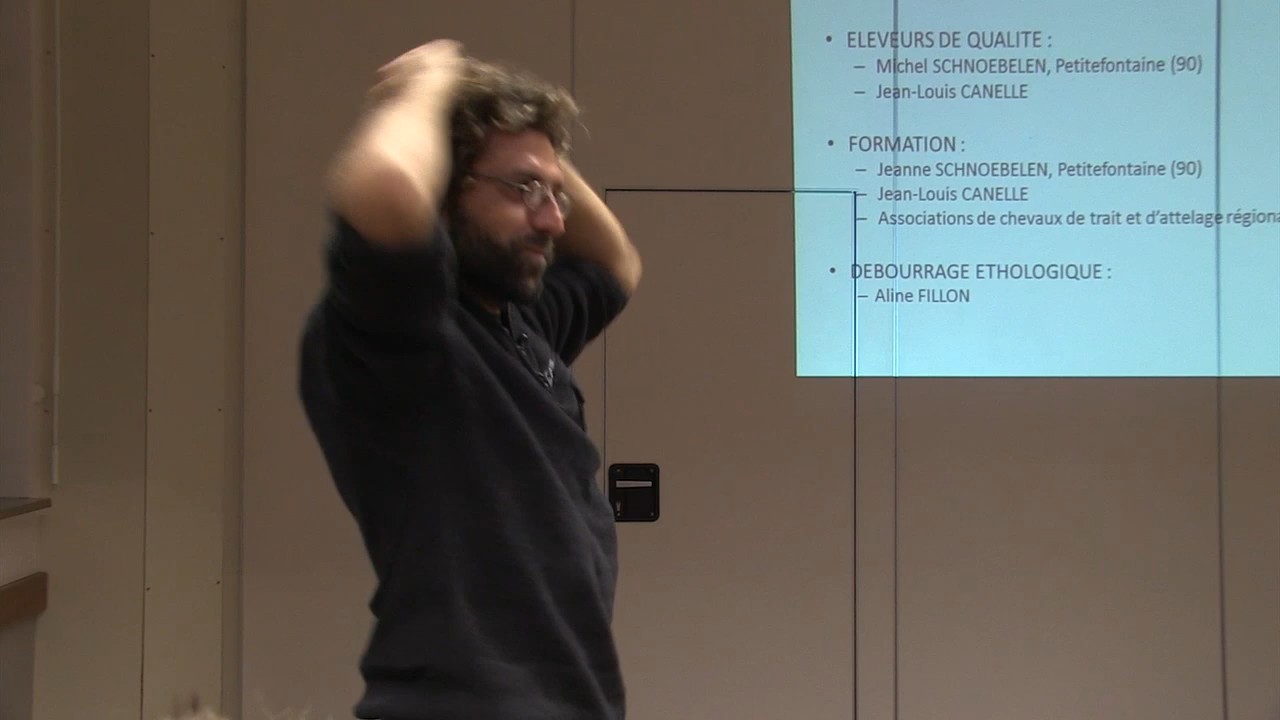 • ELEVEURS DE QUALITE :
– Michel SCHNOEBELEN, Petitefontaine (90)
– Jean-Louis CANELLE
• FORMATION :
– Jeanne SCHNOEBELEN, Petitefontaine (90)
– Jean-Louis CANELLE
– Associations de chevaux de trait et d'attelage régiona
• DEBOURRAGE ETHOLOGIQUE :
– Aline FILLON